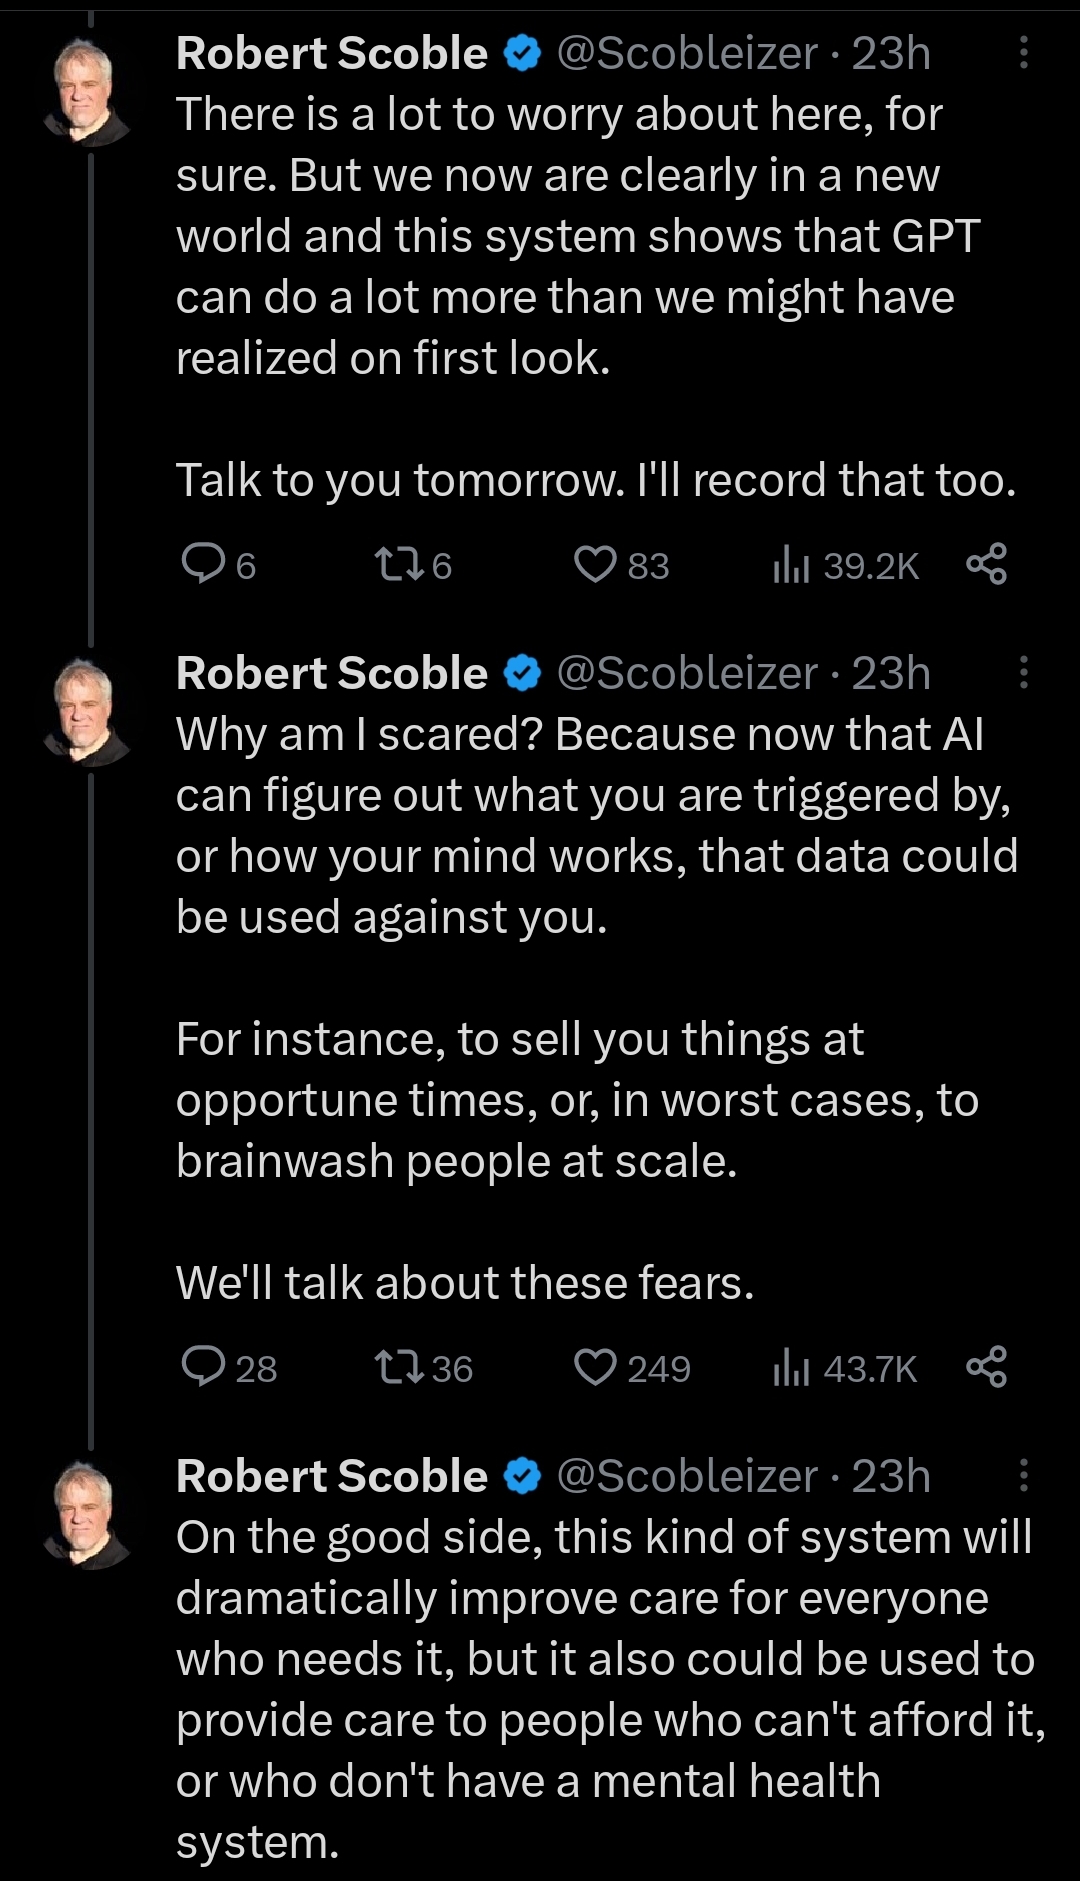 Robert Scoble @Scobleizer · 23h
There is a lot to worry about here, for
sure. But we now are clearly in a new
world and this system shows that GPT
can do a lot more than we might have
realized on first look.
Talk to you tomorrow. I'll record that too.
6 6 83 39.2K
Robert Scoble @Scobleizer · 23h
Why am I scared? Because now that AI
can figure out what you are triggered by,
or how your mind works, that data could
be used against you.
For instance, to sell you things at
opportune times, or, in worst cases, to
brainwash people at scale.
We'll talk about these fears.
28 36 249 43.7K
Robert Scoble @Scobleizer · 23h
On the good side, this kind of system will
dramatically improve care for everyone
who needs it, but it also could be used to
provide care to people who can't afford it,
or who don't have a mental health
system.